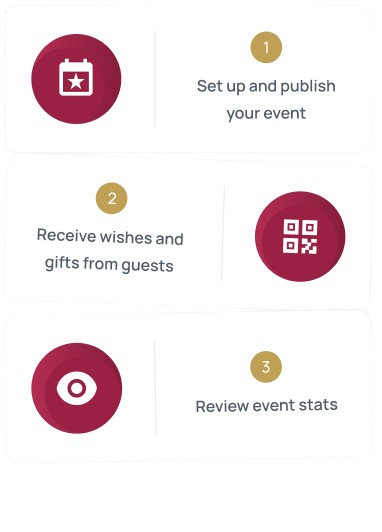 1
Set up and publish
your event
2
Receive wishes and
gifts from guests
3
Review event stats